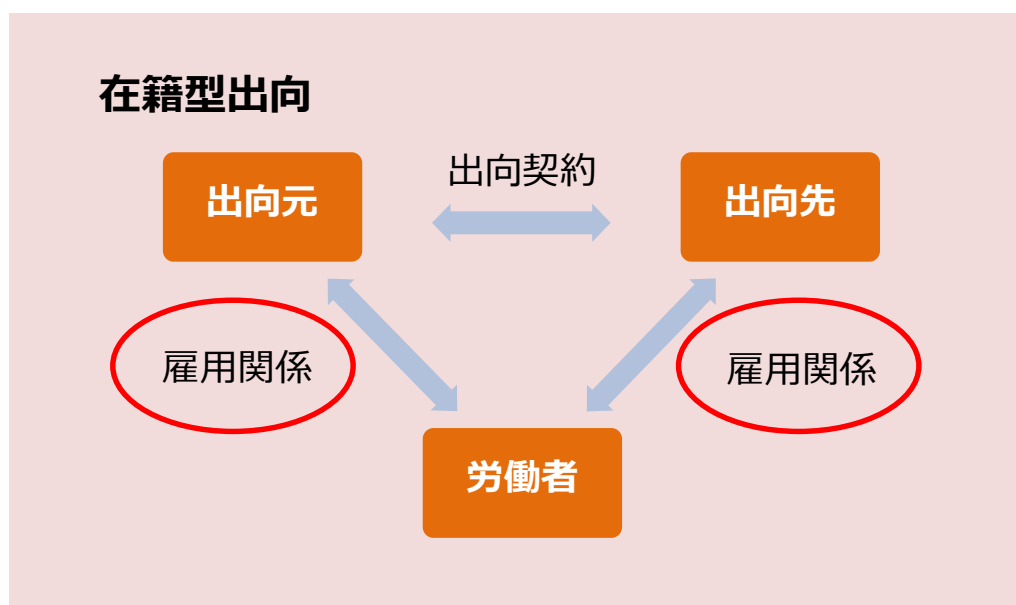 在籍型出向
出向契約
出向元
出向先
雇用関係
雇用関係
労働者